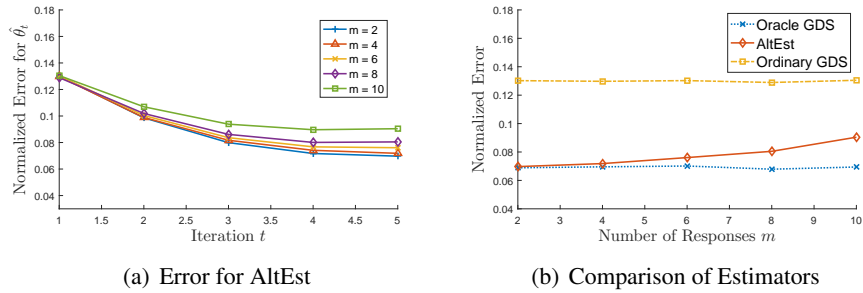 0.18
0.16
0.14
0.12
0.1
0.08
0.06
0.04
1
1.5
2
2.5
3
3.5
4
4.5
5
Normalized Error for θ̂_t
Iteration t
m = 2
m = 4
m = 6
m = 8
m = 10
(a) Error for AltEst
0.18
0.16
0.14
0.12
0.1
0.08
0.06
0.04
2
3
4
5
6
7
8
9
10
Normalized Error
Number of Responses m
Oracle GDS
AltEst
Ordinary GDS
(b) Comparison of Estimators